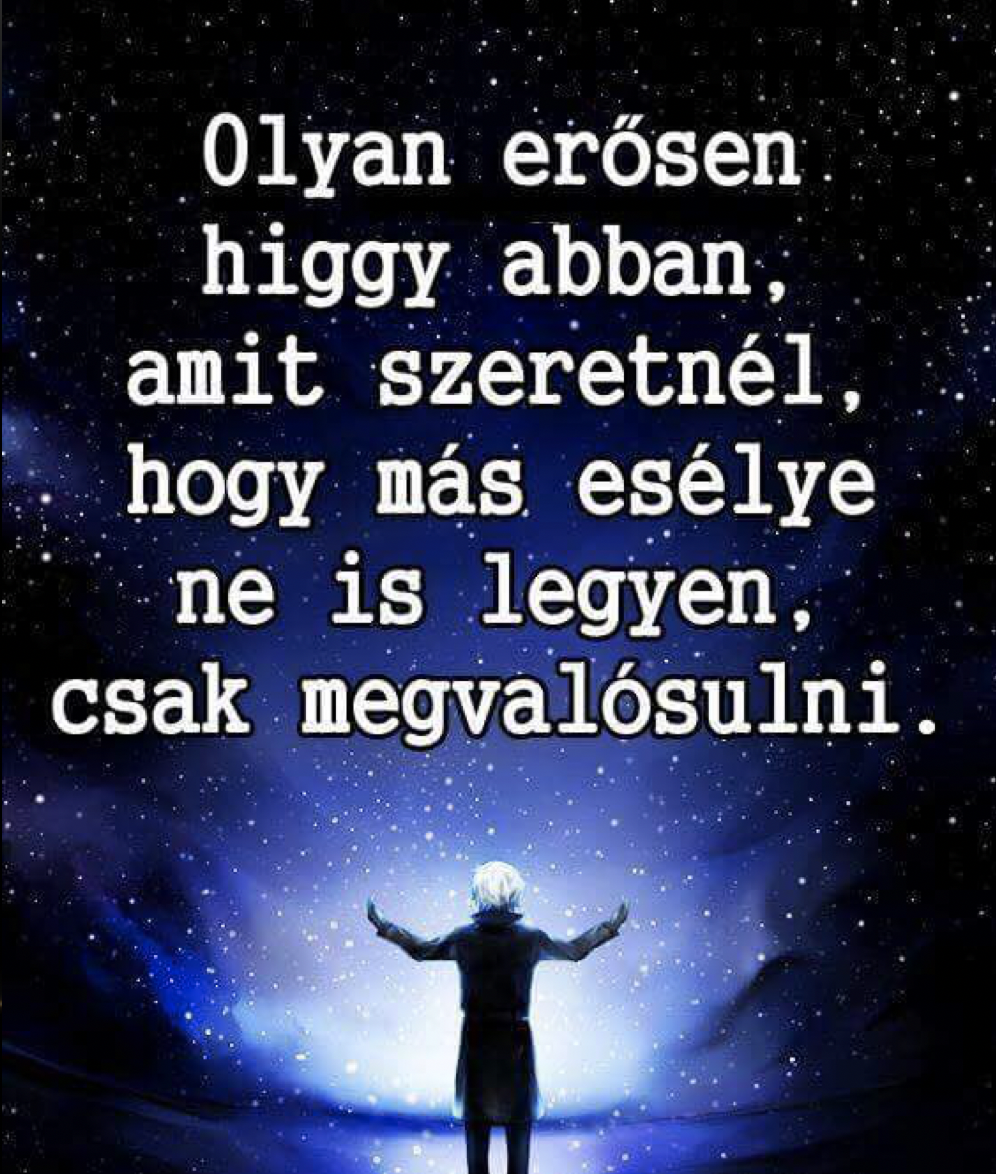 Olyan erősen
higgy abban,
amit szeretnél,
hogy más esélye
ne is legyen,
csak megvalósulni.